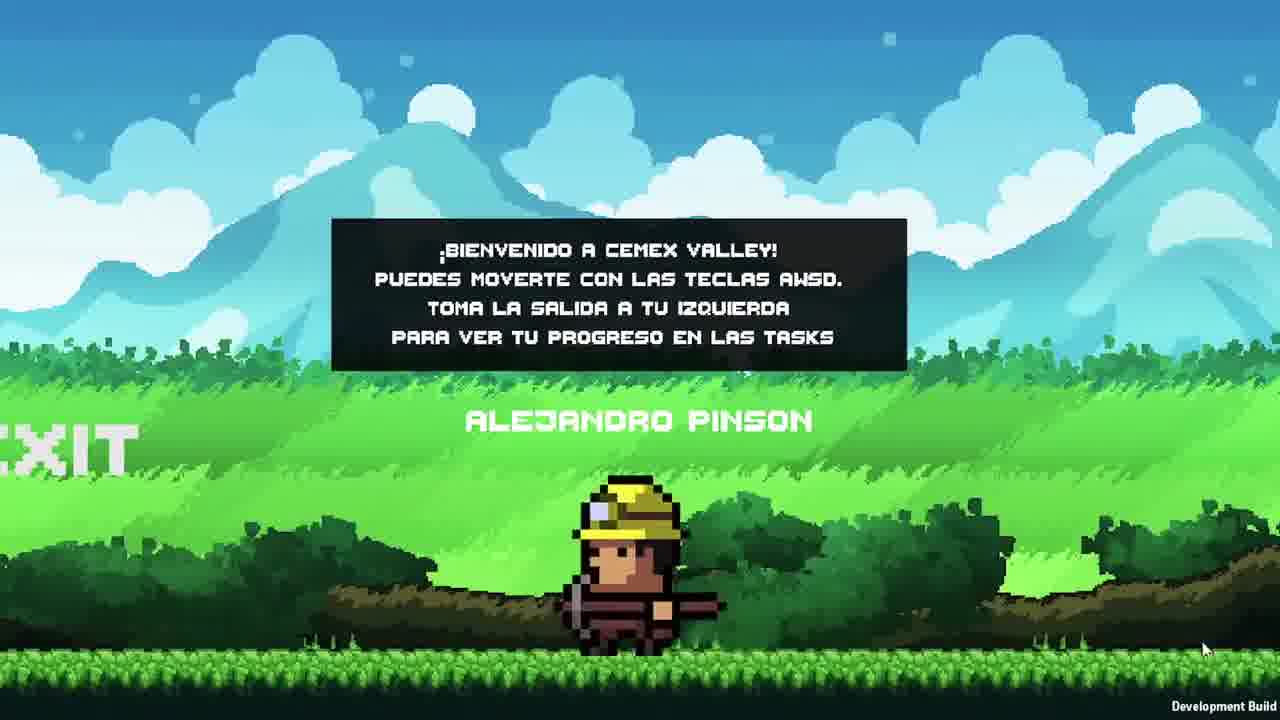 ¡BIENVENIDO A CEMEX VALLEY!
PUEDES MOVERTE CON LAS TECLAS AWSD.
TOMA LA SALIDA A TU IZQUIERDA
PARA VER TU PROGRESO EN LAS TASKS
ALEJANDRO PINSON
EXIT
Development Build